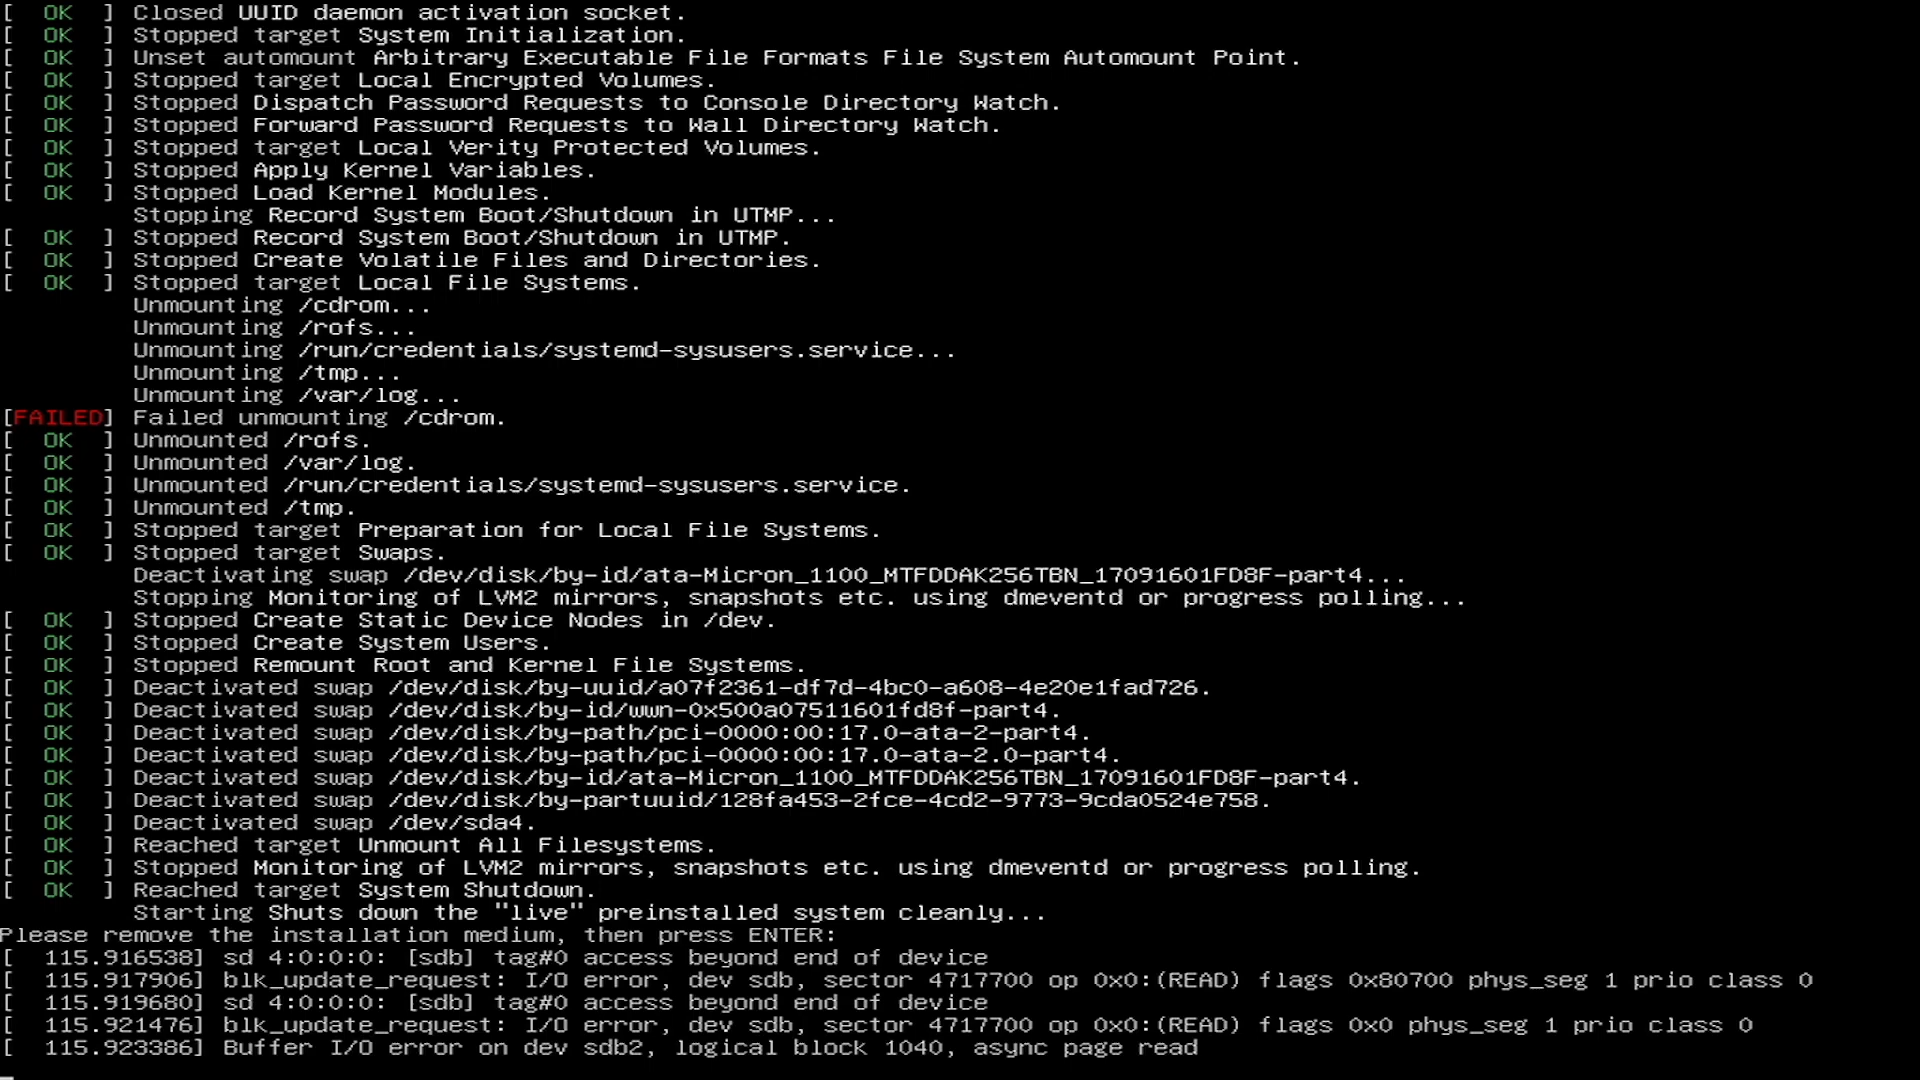 [  OK  ] Closed UUID daemon activation socket.
[  OK  ] Stopped target System Initialization.
[  OK  ] Unset automount Arbitrary Executable File Formats File System Automount Point.
[  OK  ] Stopped target Local Encrypted Volumes.
[  OK  ] Stopped Dispatch Password Requests to Console Directory Watch.
[  OK  ] Stopped Forward Password Requests to Wall Directory Watch.
[  OK  ] Stopped target Local Verity Protected Volumes.
[  OK  ] Stopped Apply Kernel Variables.
[  OK  ] Stopped Load Kernel Modules.
Stopping Record System Boot/Shutdown in UTMP...
[  OK  ] Stopped Record System Boot/Shutdown in UTMP.
[  OK  ] Stopped Create Volatile Files and Directories.
[  OK  ] Stopped target Local File Systems.
Unmounting /cdrom...
Unmounting /rofs...
Unmounting /run/credentials/systemd-sysusers.service...
Unmounting /tmp...
Unmounting /var/log...
[FAILED] Failed unmounting /cdrom.
[  OK  ] Unmounted /rofs.
[  OK  ] Unmounted /var/log.
[  OK  ] Unmounted /run/credentials/systemd-sysusers.service.
[  OK  ] Unmounted /tmp.
[  OK  ] Stopped target Preparation for Local File Systems.
[  OK  ] Stopped target Swaps.
Deactivating swap /dev/disk/by-id/ata-Micron_1100_MTFDDAK256TBN_17091601FD8F-part4...
Stopping Monitoring of LVM2 mirrors, snapshots etc. using dmeventd or progress polling...
[  OK  ] Stopped Create Static Device Nodes in /dev.
[  OK  ] Stopped Create System Users.
[  OK  ] Stopped Remount Root and Kernel File Systems.
[  OK  ] Deactivated swap /dev/disk/by-uuid/a07f2361-df7d-4bc0-a608-4e20e1fad726.
[  OK  ] Deactivated swap /dev/disk/by-id/wwn-0x500a07511601fd8f-part4.
[  OK  ] Deactivated swap /dev/disk/by-path/pci-0000:00:17.0-ata-2-part4.
[  OK  ] Deactivated swap /dev/disk/by-path/pci-0000:00:17.0-ata-2.0-part4.
[  OK  ] Deactivated swap /dev/disk/by-id/ata-Micron_1100_MTFDDAK256TBN_17091601FD8F-part4.
[  OK  ] Deactivated swap /dev/disk/by-partuuid/128fa453-2fce-4cd2-9773-9cda0524e758.
[  OK  ] Deactivated swap /dev/sda4.
[  OK  ] Reached target Unmount All Filesystems.
[  OK  ] Stopped Monitoring of LVM2 mirrors, snapshots etc. using dmeventd or progress polling.
[  OK  ] Reached target System Shutdown.
Starting Shuts down the "live" preinstalled system cleanly...
Please remove the installation medium, then press ENTER:
[  115.916538] sd 4:0:0:0: [sdb] tag#0 access beyond end of device
[  115.917906] blk_update_request: I/O error, dev sdb, sector 4717700 op 0x0:(READ) flags 0x80700 phys_seg 1 prio class 0
[  115.919680] sd 4:0:0:0: [sdb] tag#0 access beyond end of device
[  115.921476] blk_update_request: I/O error, dev sdb, sector 4717700 op 0x0:(READ) flags 0x0 phys_seg 1 prio class 0
[  115.923386] Buffer I/O error on dev sdb2, logical block 1040, async page read